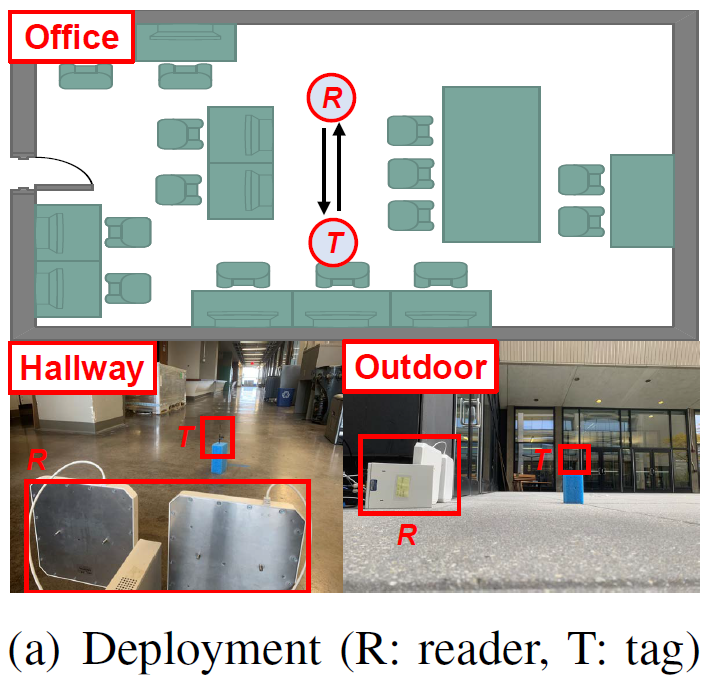 Office
R
T
Hallway
Outdoor
T
R
T
R
(a) Deployment (R: reader, T: tag)